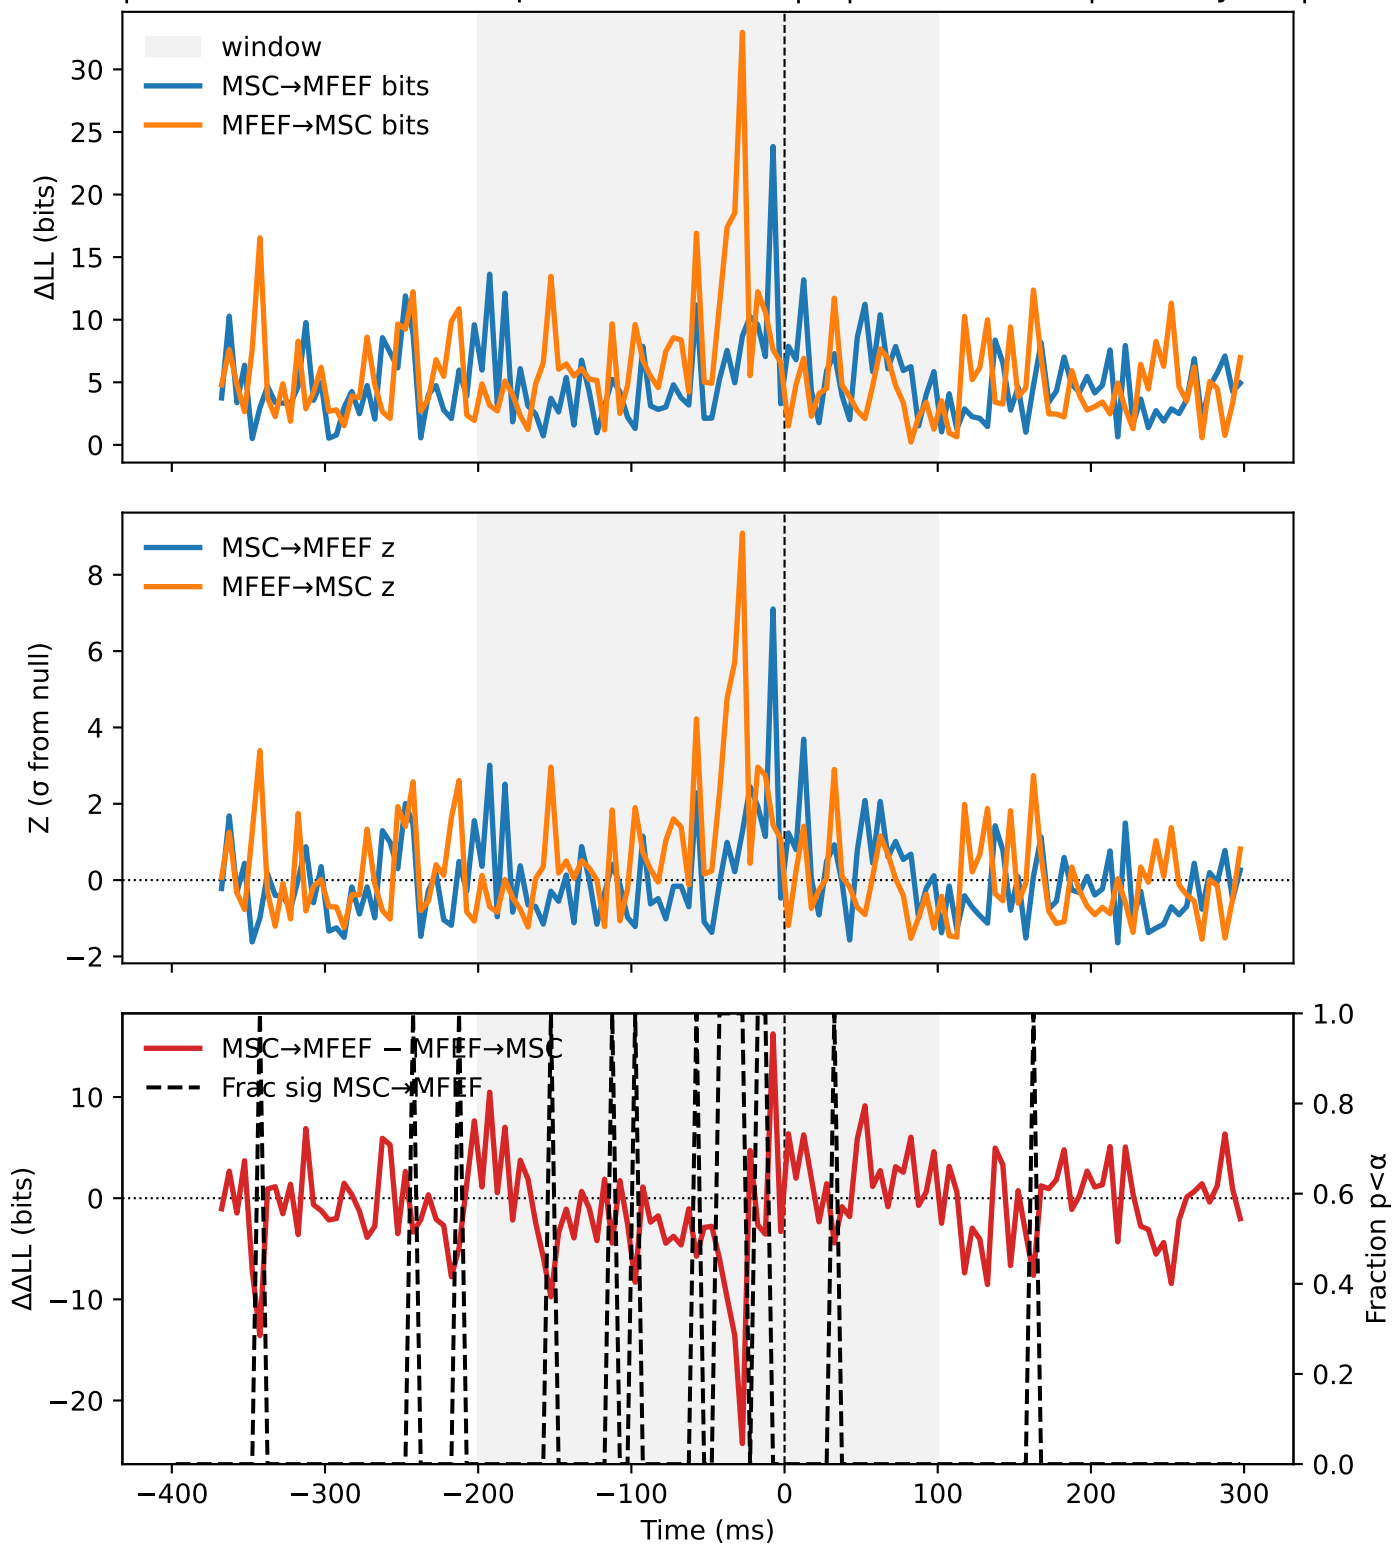 window
MSC→MFEF bits
MFEF→MSC bits
ΔLL (bits)
30
25
20
15
10
5
0
MSC→MFEF z
MFEF→MSC z
Z (σ from null)
8
6
4
2
0
−2
MSC→MFEF − MFEF→MSC
Frac sig MSC→MFEF
ΔΔLL (bits)
10
0
−10
−20
1.0
0.8
0.6
0.4
0.2
0.0
Fraction p<α
−400
−300
−200
−100
0
100
200
300
Time (ms)